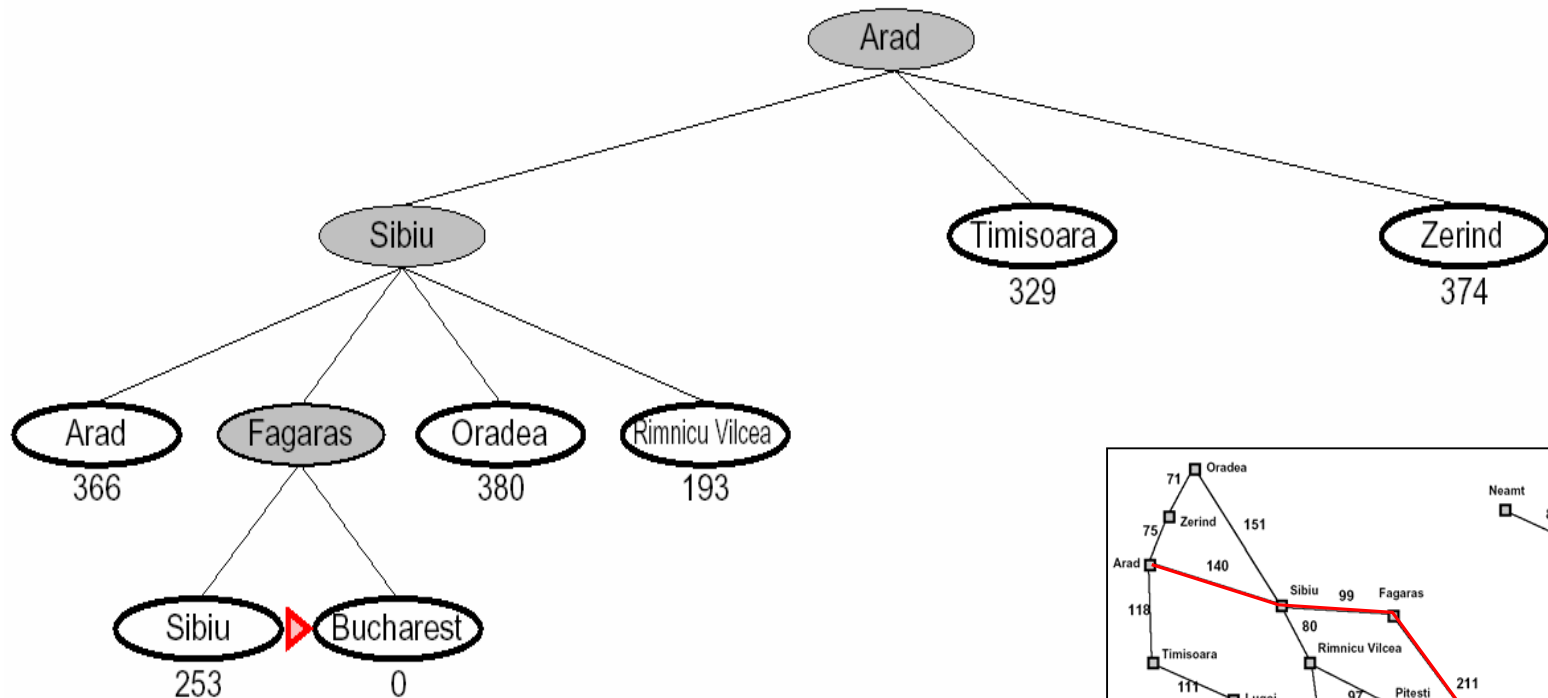 Arad
Sibiu
Timisoara
Zerind
329
374
Arad
Fagaras
Oradea
Rimnicu Vilcea
366
380
193
Sibiu
Bucharest
253
0
Oradea
71
Neamt
Zerind
151
75
Arad
140
Sibiu
99
Fagaras
118
80
Timisoara
Rimnicu Vilcea
111
211
97
Pitesti
Lugoj